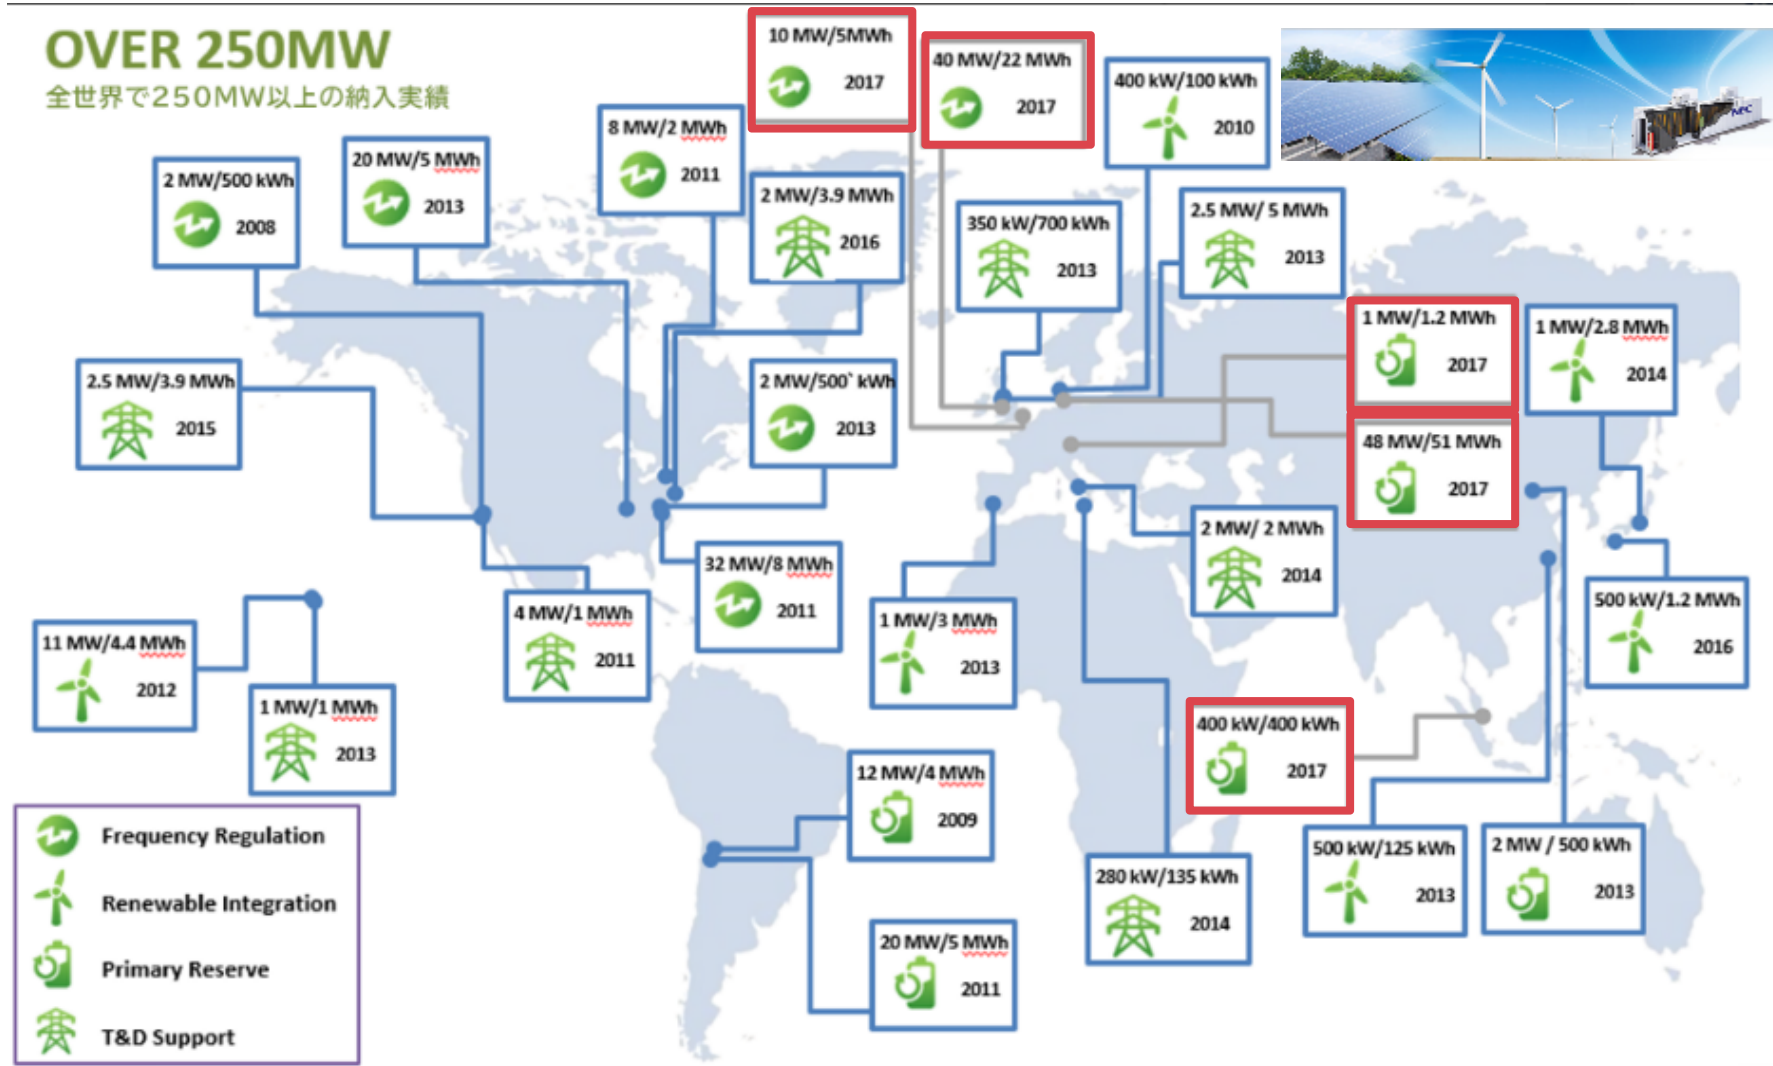 OVER 250MW
全世界で250MW以上の納入実績
10 MW/5MWh
2017
40 MW/22 MWh
2017
400 kW/100 kWh
2010
NEC
8 MW/2 MWh
2011
20 MW/5 MWh
2013
2 MW/500 kWh
2008
2 MW/3.9 MWh
2016
350 kW/700 kWh
2013
2.5 MW/ 5 MWh
2013
1 MW/1.2 MWh
2017
1 MW/2.8 MWh
2014
2.5 MW/3.9 MWh
2015
2 MW/500` kWh
2013
48 MW/51 MWh
2017
2 MW/ 2 MWh
2014
32 MW/8 MWh
2011
4 MW/1 MWh
2011
1 MW/3 MWh
2013
500 kW/1.2 MWh
2016
11 MW/4.4 MWh
2012
1 MW/1 MWh
2013
400 kW/400 kWh
2017
12 MW/4 MWh
2009
500 kW/125 kWh
2013
2 MW / 500 kWh
2013
280 kW/135 kWh
2014
20 MW/5 MWh
2011
Frequency Regulation
Renewable Integration
Primary Reserve
T&D Support